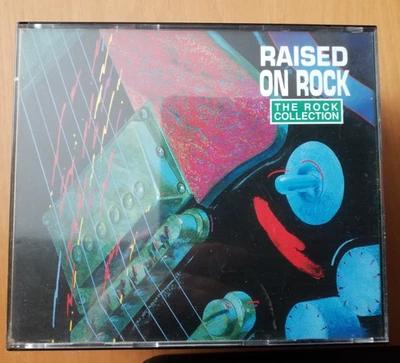 RAISED
ON ROCK
THE ROCK
COLLECTION